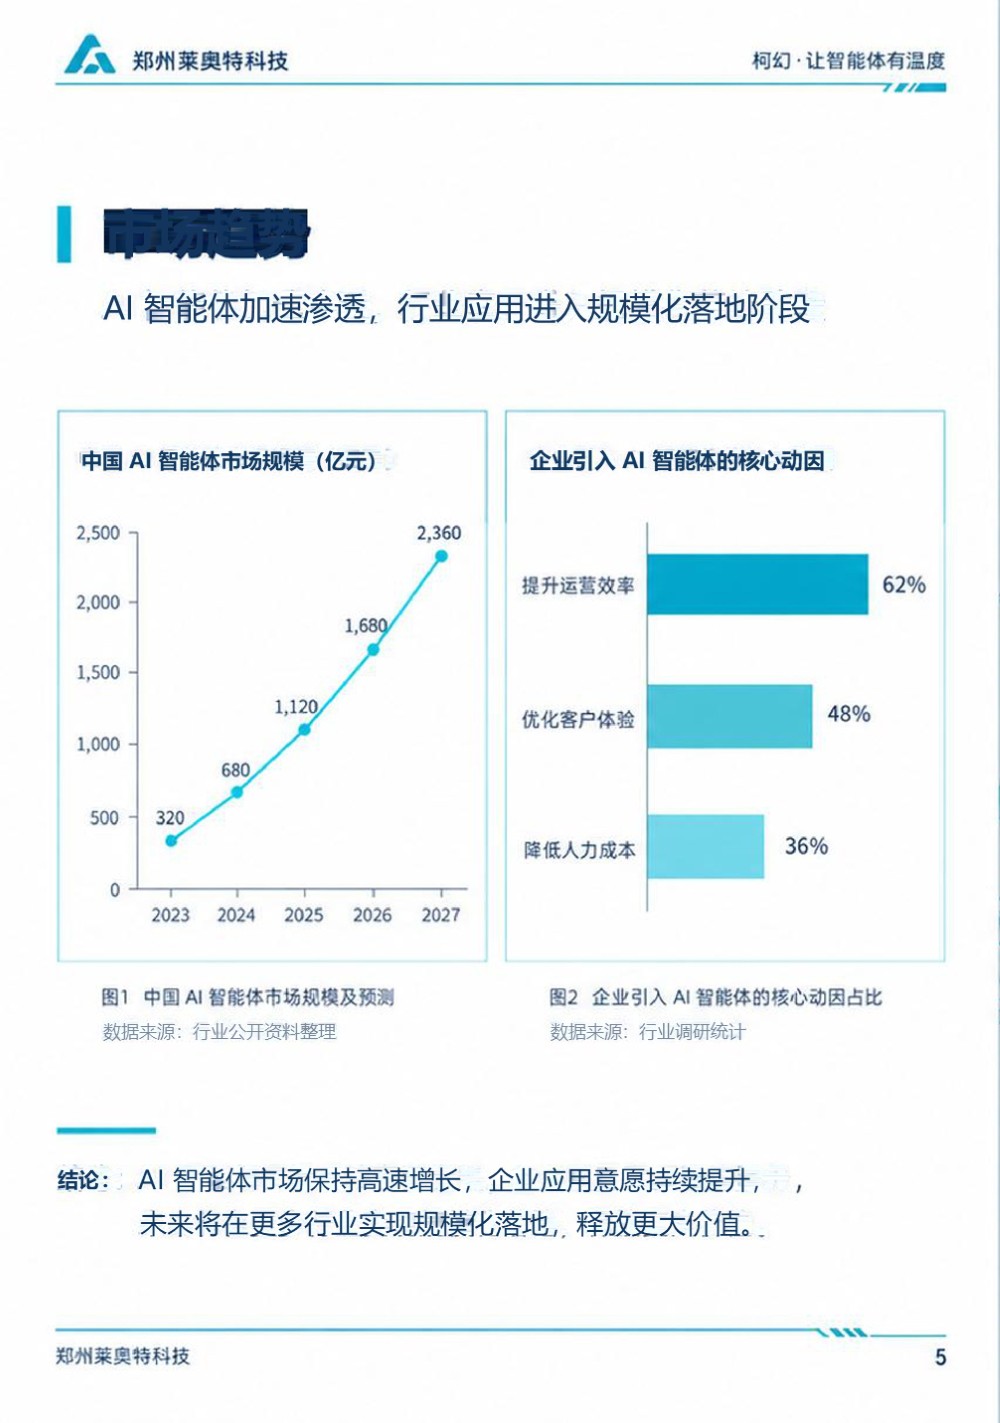 郑州莱奥特科技
柯幻·让智能体有温度
市场趋势
AI 智能体加速渗透，行业应用进入规模化落地阶段
中国 AI 智能体市场规模（亿元）
2,500
2,000
1,500
1,000
500
0
320
680
1,120
1,680
2,360
2023 2024 2025 2026 2027
企业引入 AI 智能体的核心动因
提升运营效率 62%
优化客户体验 48%
降低人力成本 36%
图1 中国 AI 智能体市场规模及预测
数据来源：行业公开资料整理
图2 企业引入 AI 智能体的核心动因占比
数据来源：行业调研统计
结论： AI 智能体市场保持高速增长，企业应用意愿持续提升，，
未来将在更多行业实现规模化落地，释放更大价值。
郑州莱奥特科技
5